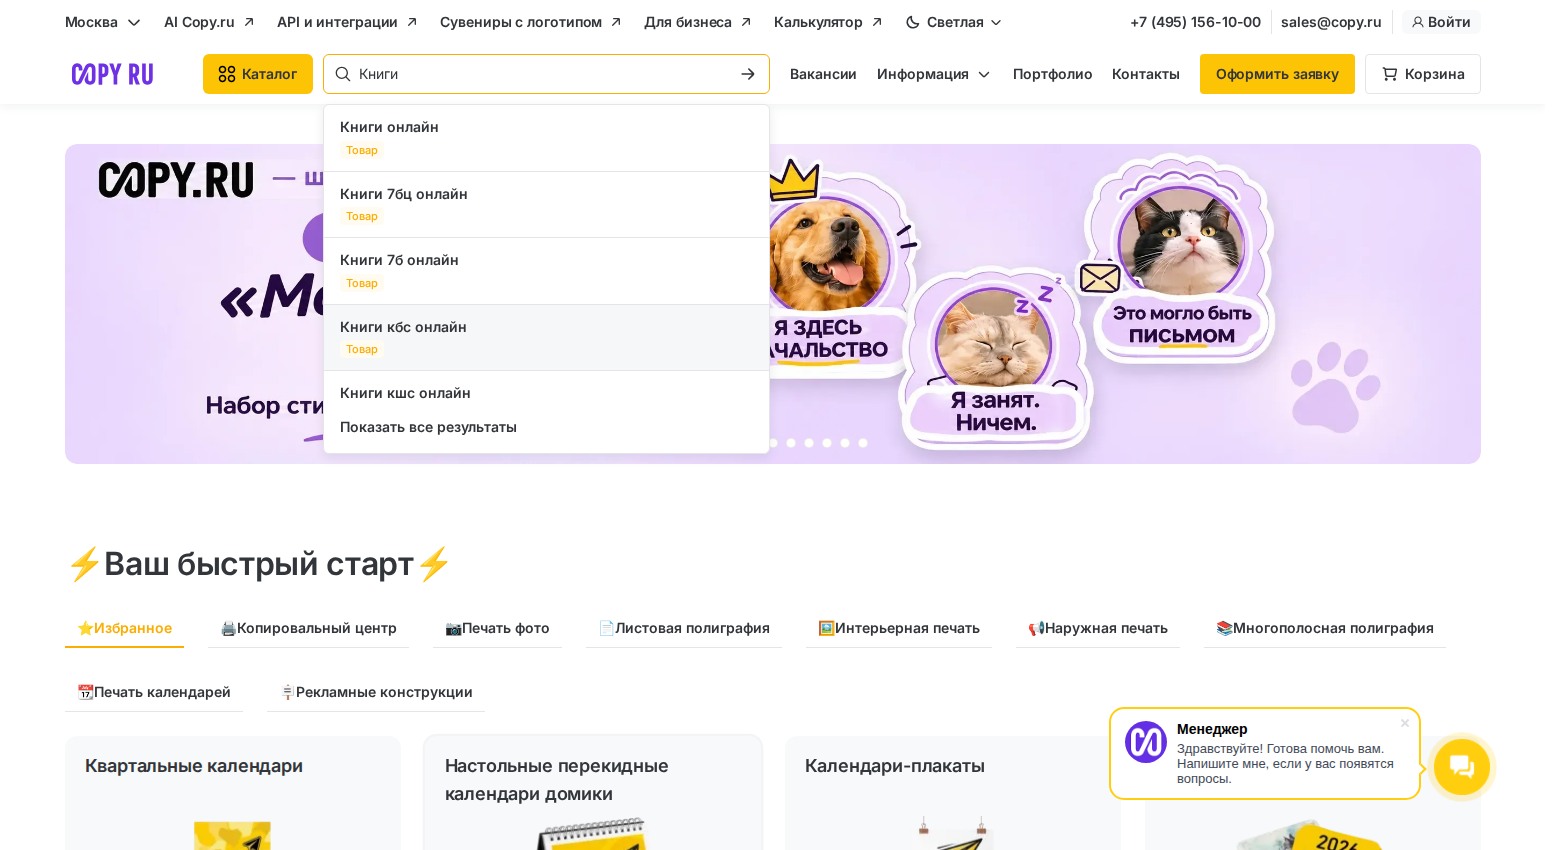 Москва
AI Copy.ru
API и интеграции
Сувениры с логотипом
Для бизнеса
Калькулятор
Светлая
+7 (495) 156-10-00
sales@copy.ru
Войти
COPY RU
Каталог
Книги
Вакансии
Информация
Портфолио
Контакты
Оформить заявку
Корзина
Книги онлайн
Товар
Книги 7бц онлайн
Товар
Книги 7б онлайн
Товар
Книги кбс онлайн
Товар
Книги кшс онлайн
Показать все результаты
COPY.RU
Я ЗДЕСЬ
Это могло быть
ПИСЬМОМ
z z z
Я занят.
Ничем.
⚡Ваш быстрый старт⚡
⭐Избранное
🖨️Копировальный центр
📷Печать фото
📄Листовая полиграфия
🖼️Интерьерная печать
📢Наружная печать
📚Многополосная полиграфия
📆Печать календарей
🪧Рекламные конструкции
Квартальные календари
Настольные перекидные
календари домики
Календари-плакаты
2026
Менеджер
Здравствуйте! Готова помочь вам.
Напишите мне, если у вас появятся
вопросы.